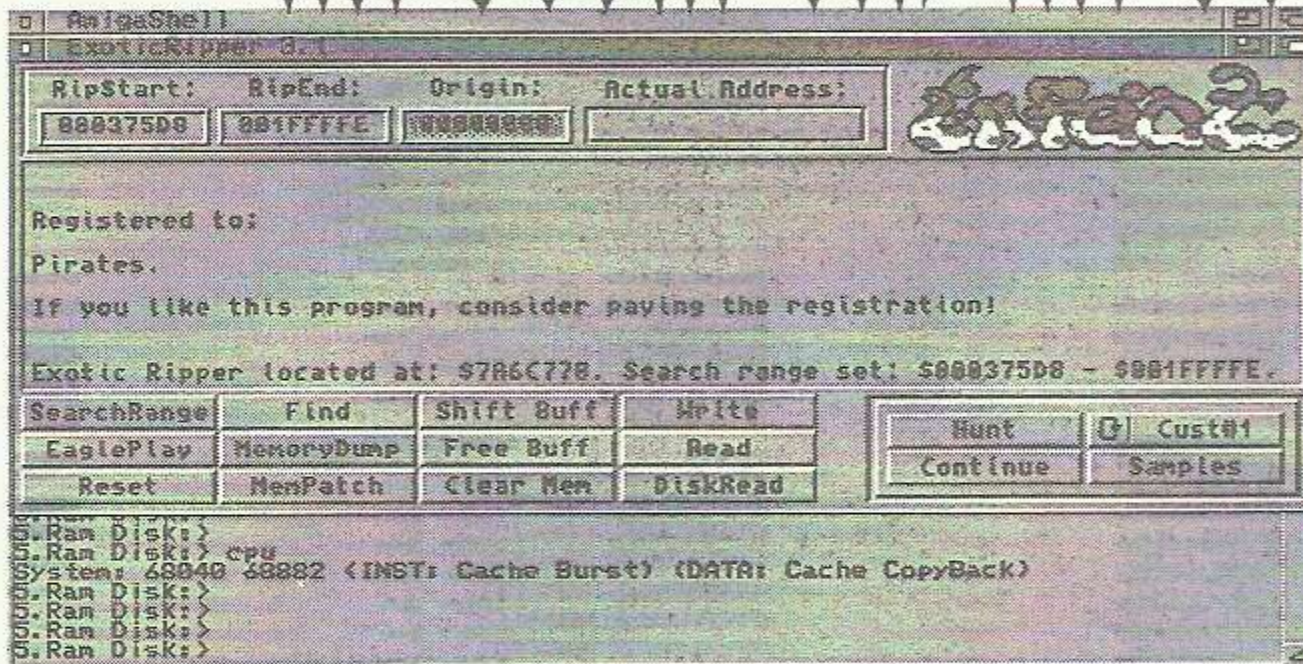 AmigaShell
ExoticRipper 3.1
RipStart: RipEnd: Origin: Actual Address:
000375D8 001FFFFE 00000000
Registered to:
Pirates.
If you like this program, consider paying the registration!
Exotic Ripper located at: $7A6C778. Search range set: $000375D8 - $001FFFFE.
SearchRange Find Shift Buff Write
Hunt Cust#1
EaglePlay MemoryDump Free Buff Read
Continue Samples
Reset MemPatch Clear Mem DiskRead
5.Ram Disk:>
5.Ram Disk:> cpu
System: 68040 68882 (INST: Cache Burst) (DATA: Cache CopyBack)
5.Ram Disk:>
5.Ram Disk:>
5.Ram Disk:>
5.Ram Disk:>